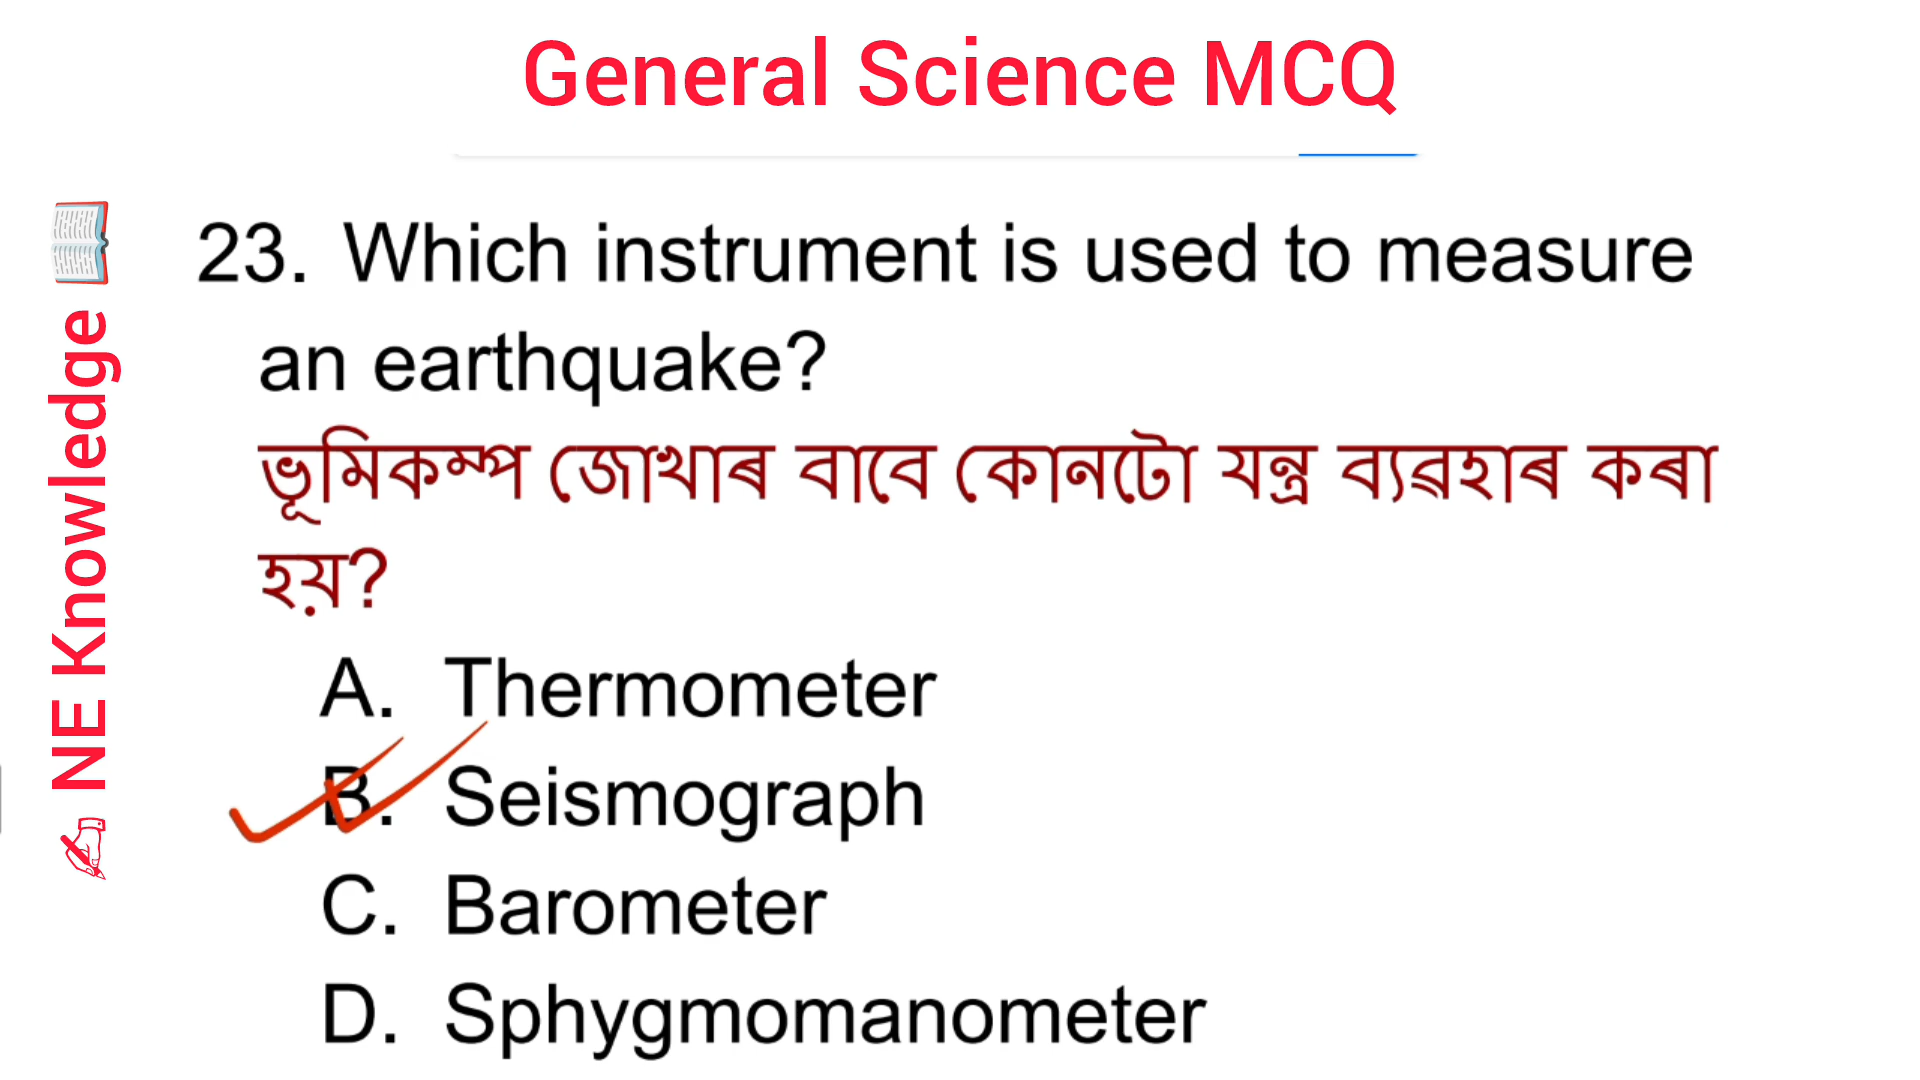 General Science MCQ
NE Knowledge
23. Which instrument is used to measure
an earthquake?
ভূমিকম্প জোখাৰ বাবে কোনটো যন্ত্ৰ ব্যৱহাৰ কৰা
হয়?
A. Thermometer
B. Seismograph
C. Barometer
D. Sphygmomanometer